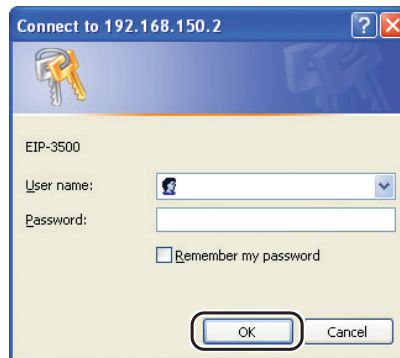 Connect to 192.168.150.2
EIP-3500
User name:
Password:
Remember my password
OK
Cancel